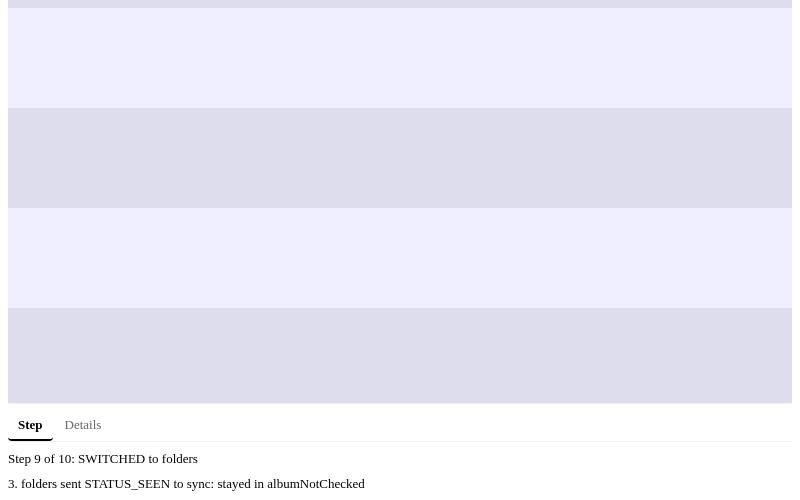 Step Details
Step 9 of 10: SWITCHED to folders
3. folders sent STATUS_SEEN to sync: stayed in albumNotChecked